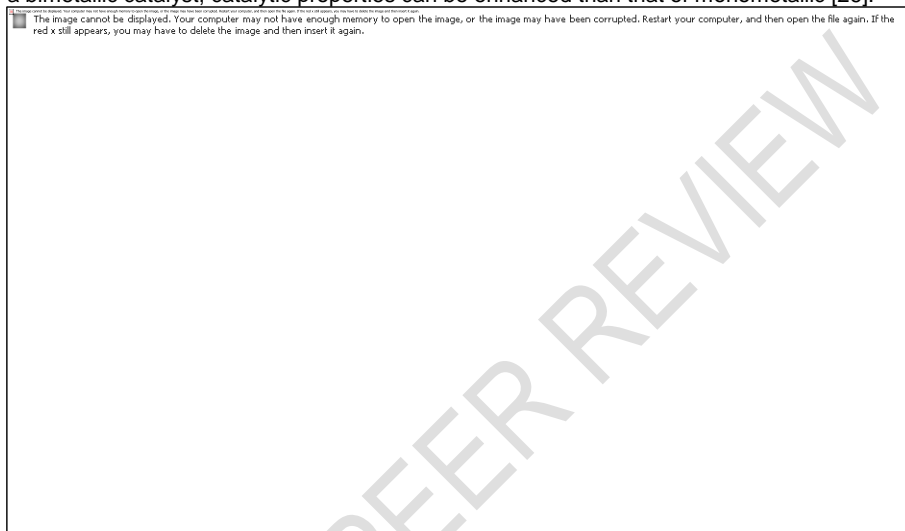 a bimetallic catalyst, catalytic properties can be enhanced than that of monometallic
The image cannot be displayed. Your computer may not have enough memory to open the image, or the image may have been corrupted. Restart your computer, and then open the file again. If the
red x still appears, you may have to delete the image and then insert it again.
PEER REVIEW